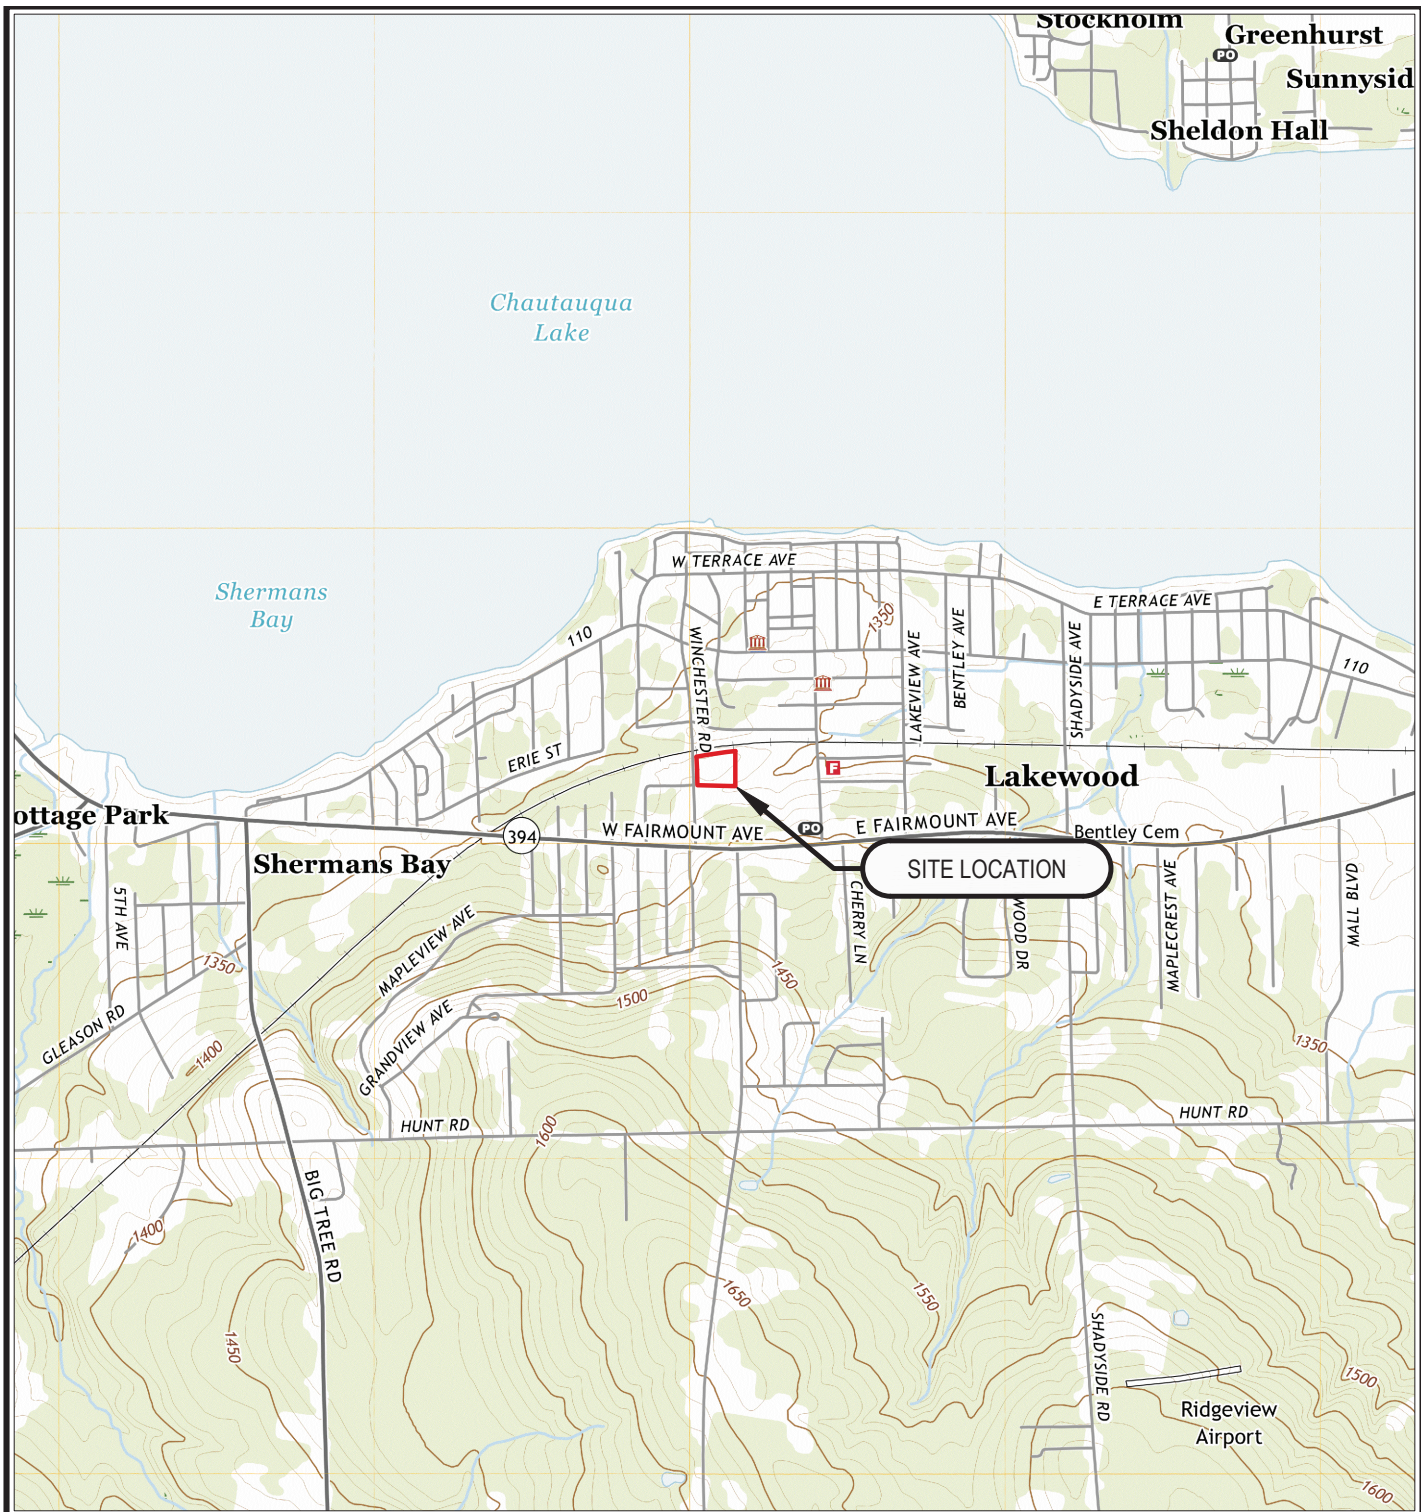 Stockholm
Greenhurst
PO
Sunnysid
Sheldon Hall
Chautauqua
Lake
W TERRACE AVE
Shermans
Bay
E TERRACE AVE
1350
110
WINCHESTER RD
LAKEVIEW AVE
BENTLEY AVE
SHADYSIDE AVE
110
ERIE ST
F
Lakewood
ottage Park
394
W FAIRMOUNT AVE
PO
E FAIRMOUNT AVE
Bentley Cem
Shermans Bay
SITE LOCATION
5TH AVE
MAPLEVIEW AVE
CHERRY LN
WOOD DR
MAPLECREST AVE
MALL BLVD
1350
1450
1500
GLEASON RD
GRANDVIEW AVE
1400
1350
HUNT RD
1600
HUNT RD
BIG TREE RD
1400
1650
1550
1450
SHADYSIDE RD
1500
Ridgeview
Airport
1600